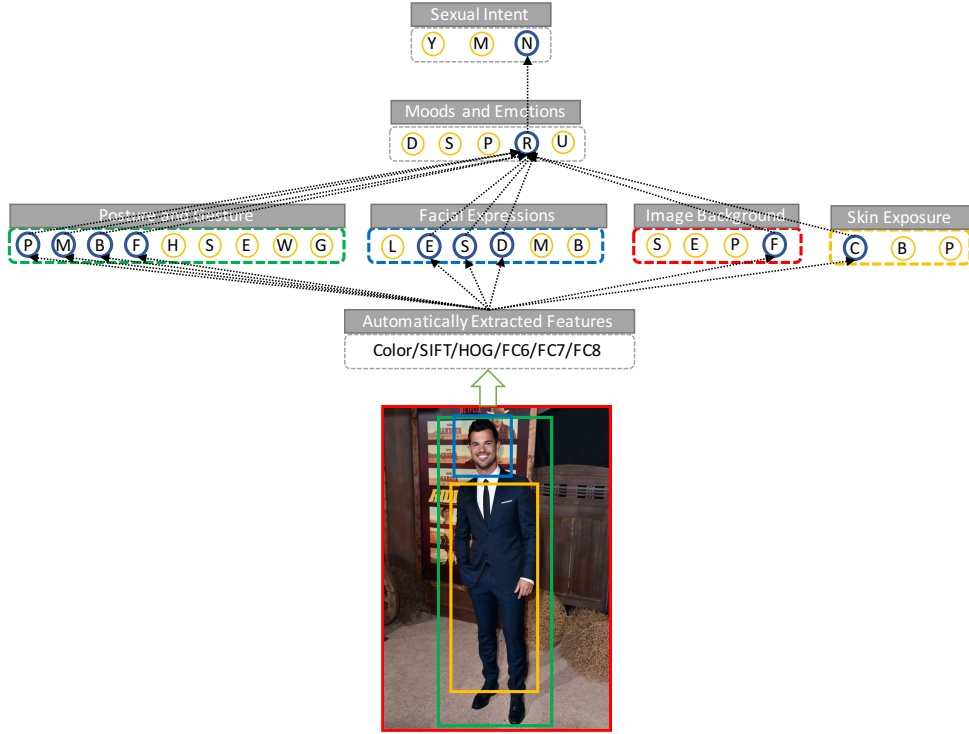 Sexual Intent
Y M N
Moods and Emotions
D S P R U
Posture and Gesture
P M B F H S E W G
Facial Expressions
L E S D M B
Image Background
S E P F
Skin Exposure
C B P
Automatically Extracted Features
Color/SIFT/HOG/FC6/FC7/FC8